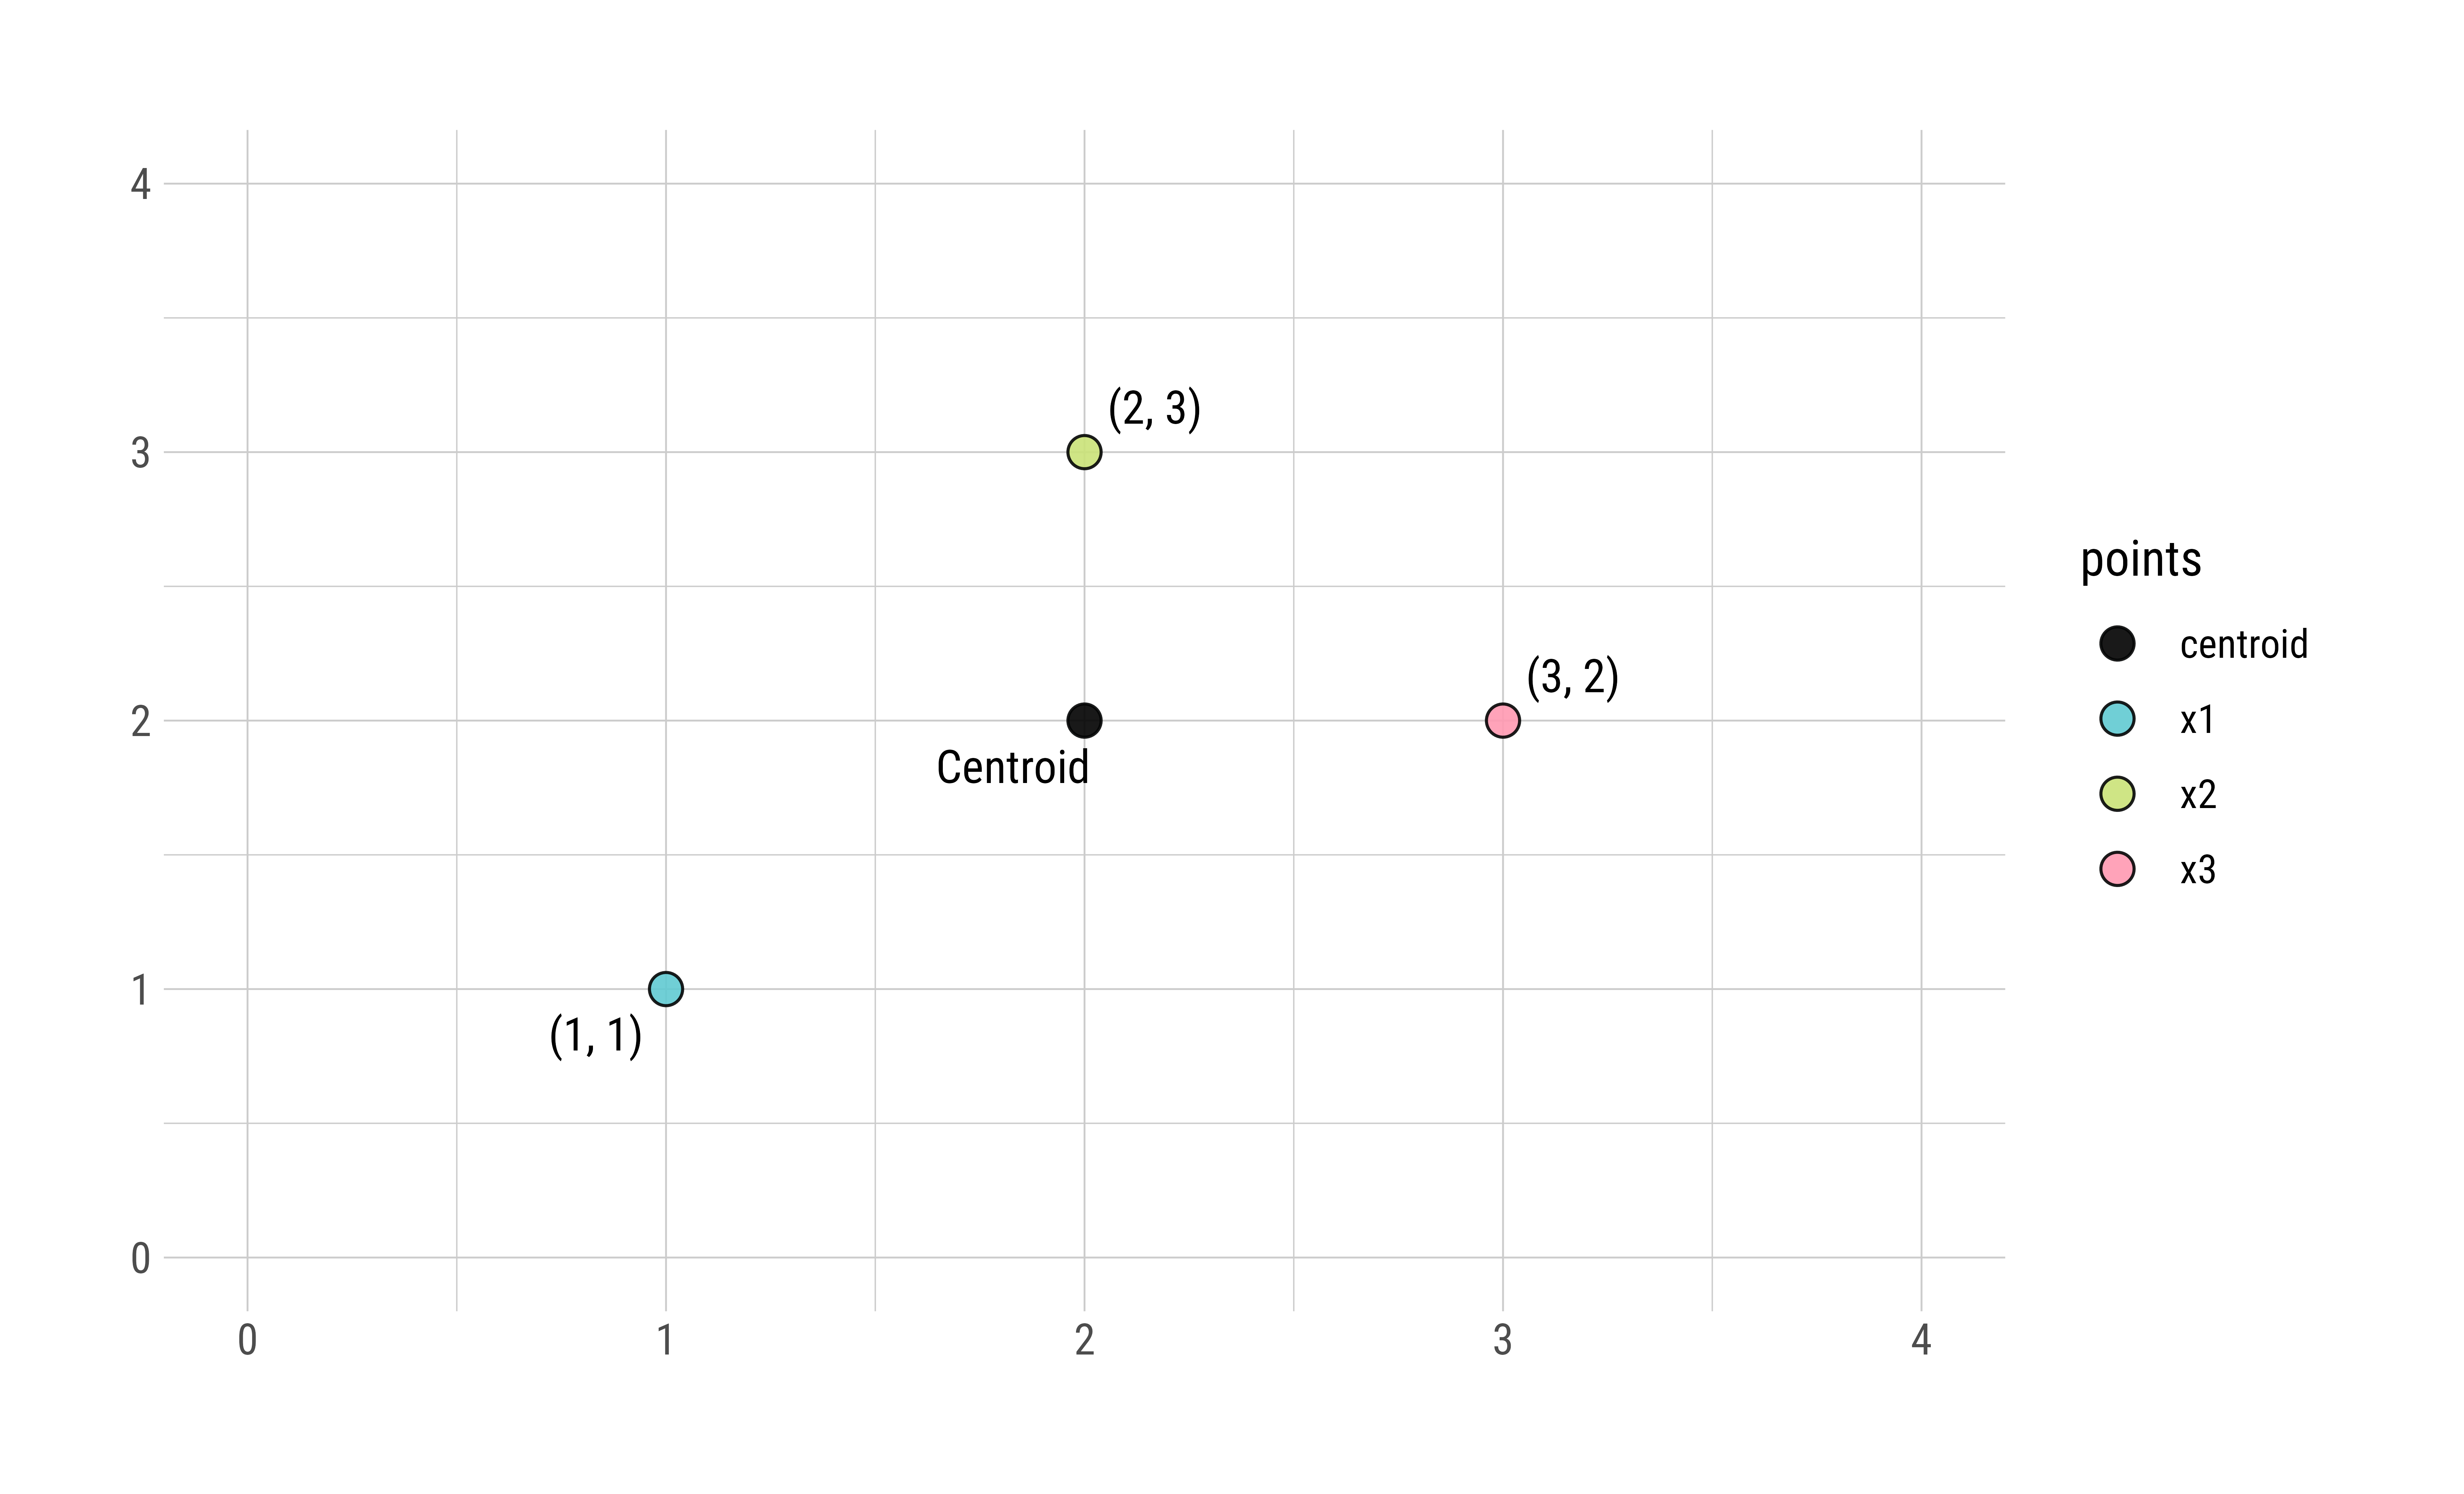 4
(2, 3)
3
points
centroid
(3, 2)
x1
2
Centroid
x2
x3
1
(1, 1)
0
0 1 2 3 4